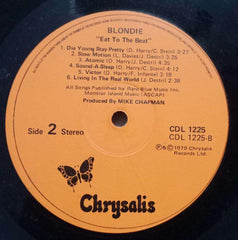 BLONDIE
"Eat To The Beat"
1. Die Young Stay Pretty (D. Harry/C. Stein) 3:27
2. Slow Motion (L. Destri/J. Destri) 3:20
3. Atomic (D. Harry/J. Destri) 4:30
4. Sound-A-Sleep (D. Harry/C. Stein) 4:12
5. Victor (D. Harry/F. Infante) 3:18
6. Living In The Real World (J. Destri) 2:38
All Songs Published by Rare Blue Music Inc.
Monster Island Music (ASCAP)
Produced By MIKE CHAPMAN
Side 2 Stereo
CDL 1225
CDL 1225-B
℗ & © 1979 Chrysalis
Records Ltd.
Chrysalis